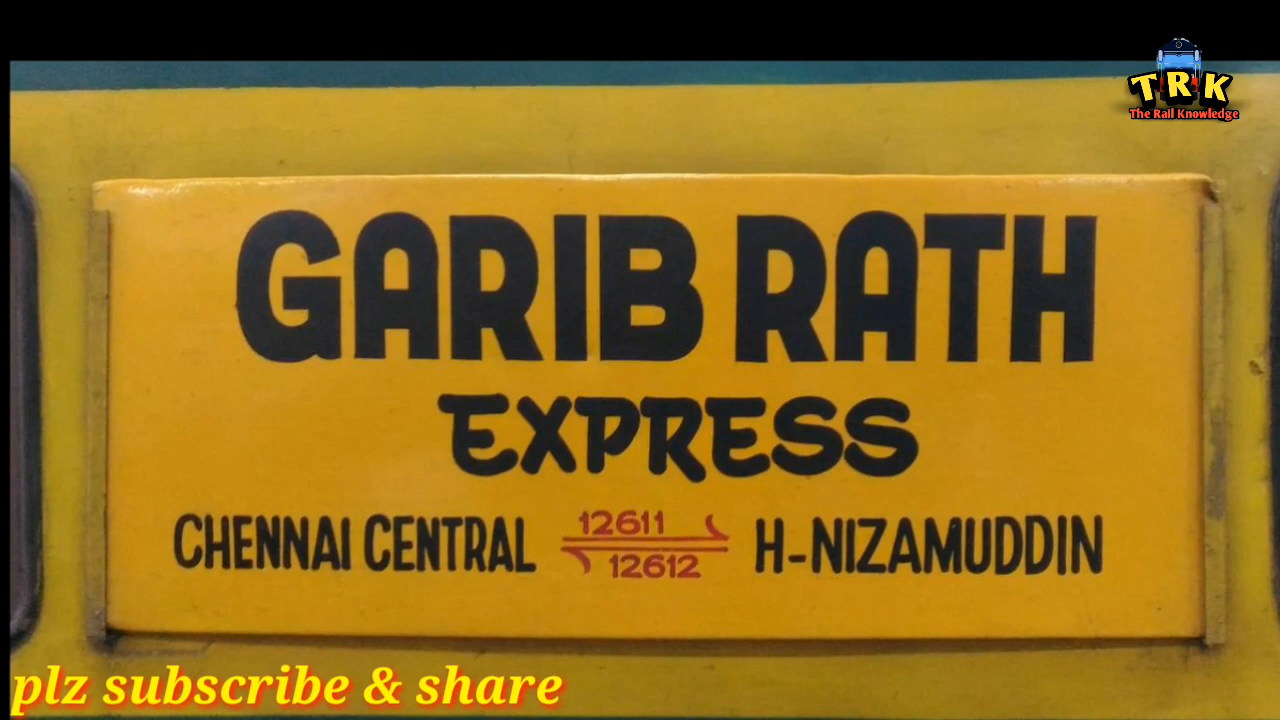 TRK
The Rail Knowledge
GARIB RATH
EXPRESS
CHENNAI CENTRAL 12611 H-NIZAMUDDIN
12612
plz subscribe & share